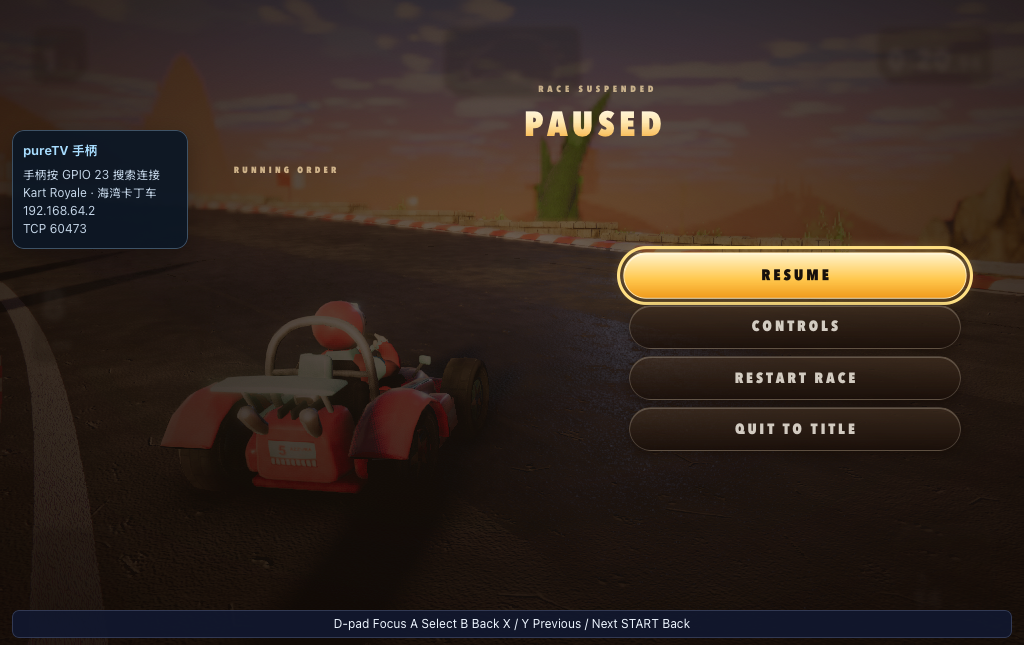 RACE SUSPENDED
PAUSED
pureTV 手柄
手柄按 GPIO 23 搜索连接
Kart Royale · 海湾卡丁车
192.168.64.2
TCP 60473
RUNNING ORDER
RESUME
CONTROLS
RESTART RACE
QUIT TO TITLE
D-pad Focus A Select B Back X / Y Previous / Next START Back